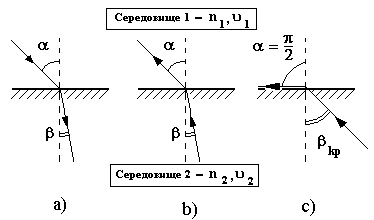 Середовище 1 – n₁, υ₁
α
α
α = π/2
β
β
βkp
Середовище 2 – n₂, υ₂
a)
b)
c)